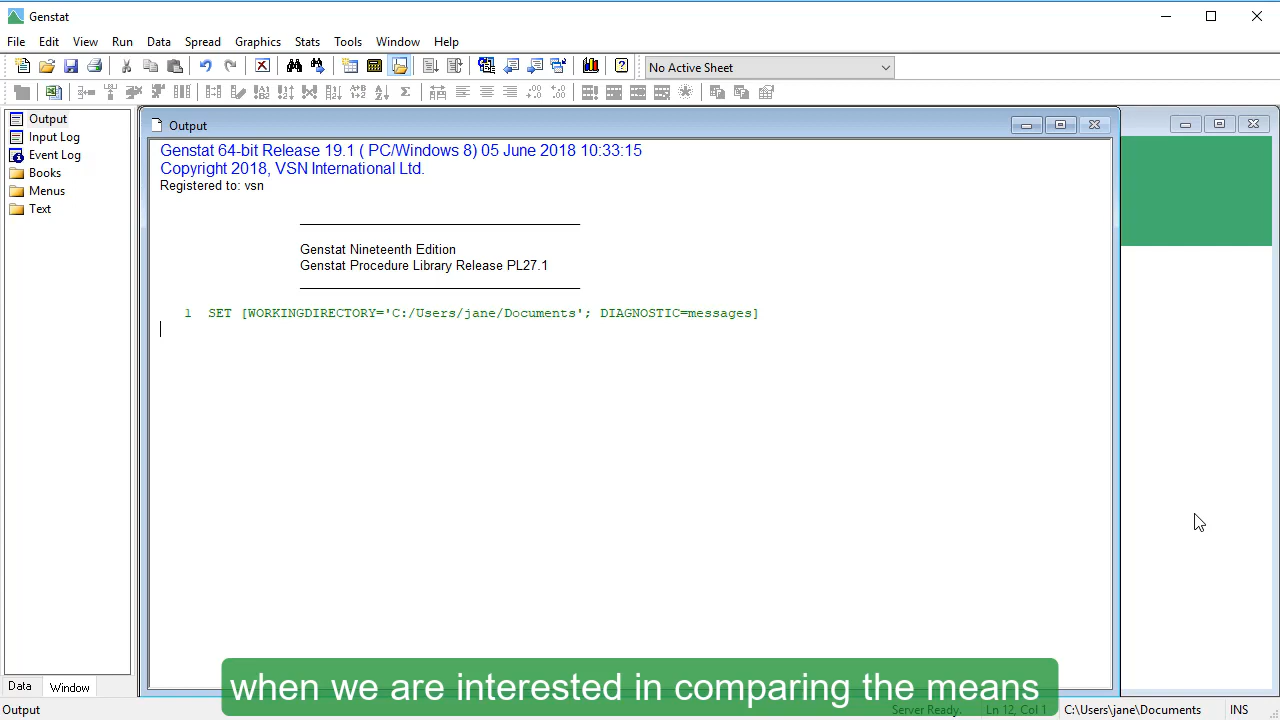 Genstat
File Edit View Run Data Spread Graphics Stats Tools Window Help
No Active Sheet
Output
Input Log
Event Log
Books
Menus
Text
Data Window
Output
Genstat 64-bit Release 19.1 ( PC/Windows 8) 05 June 2018 10:33:15
Copyright 2018, VSN International Ltd.
Registered to: vsn
Genstat Nineteenth Edition
Genstat Procedure Library Release PL27.1
1 SET [WORKINGDIRECTORY='C:/Users/jane/Documents'; DIAGNOSTIC=messages]
when we are interested in comparing the means
Output Server Ready. Ln 12, Col 1 C:\Users\jane\Documents INS